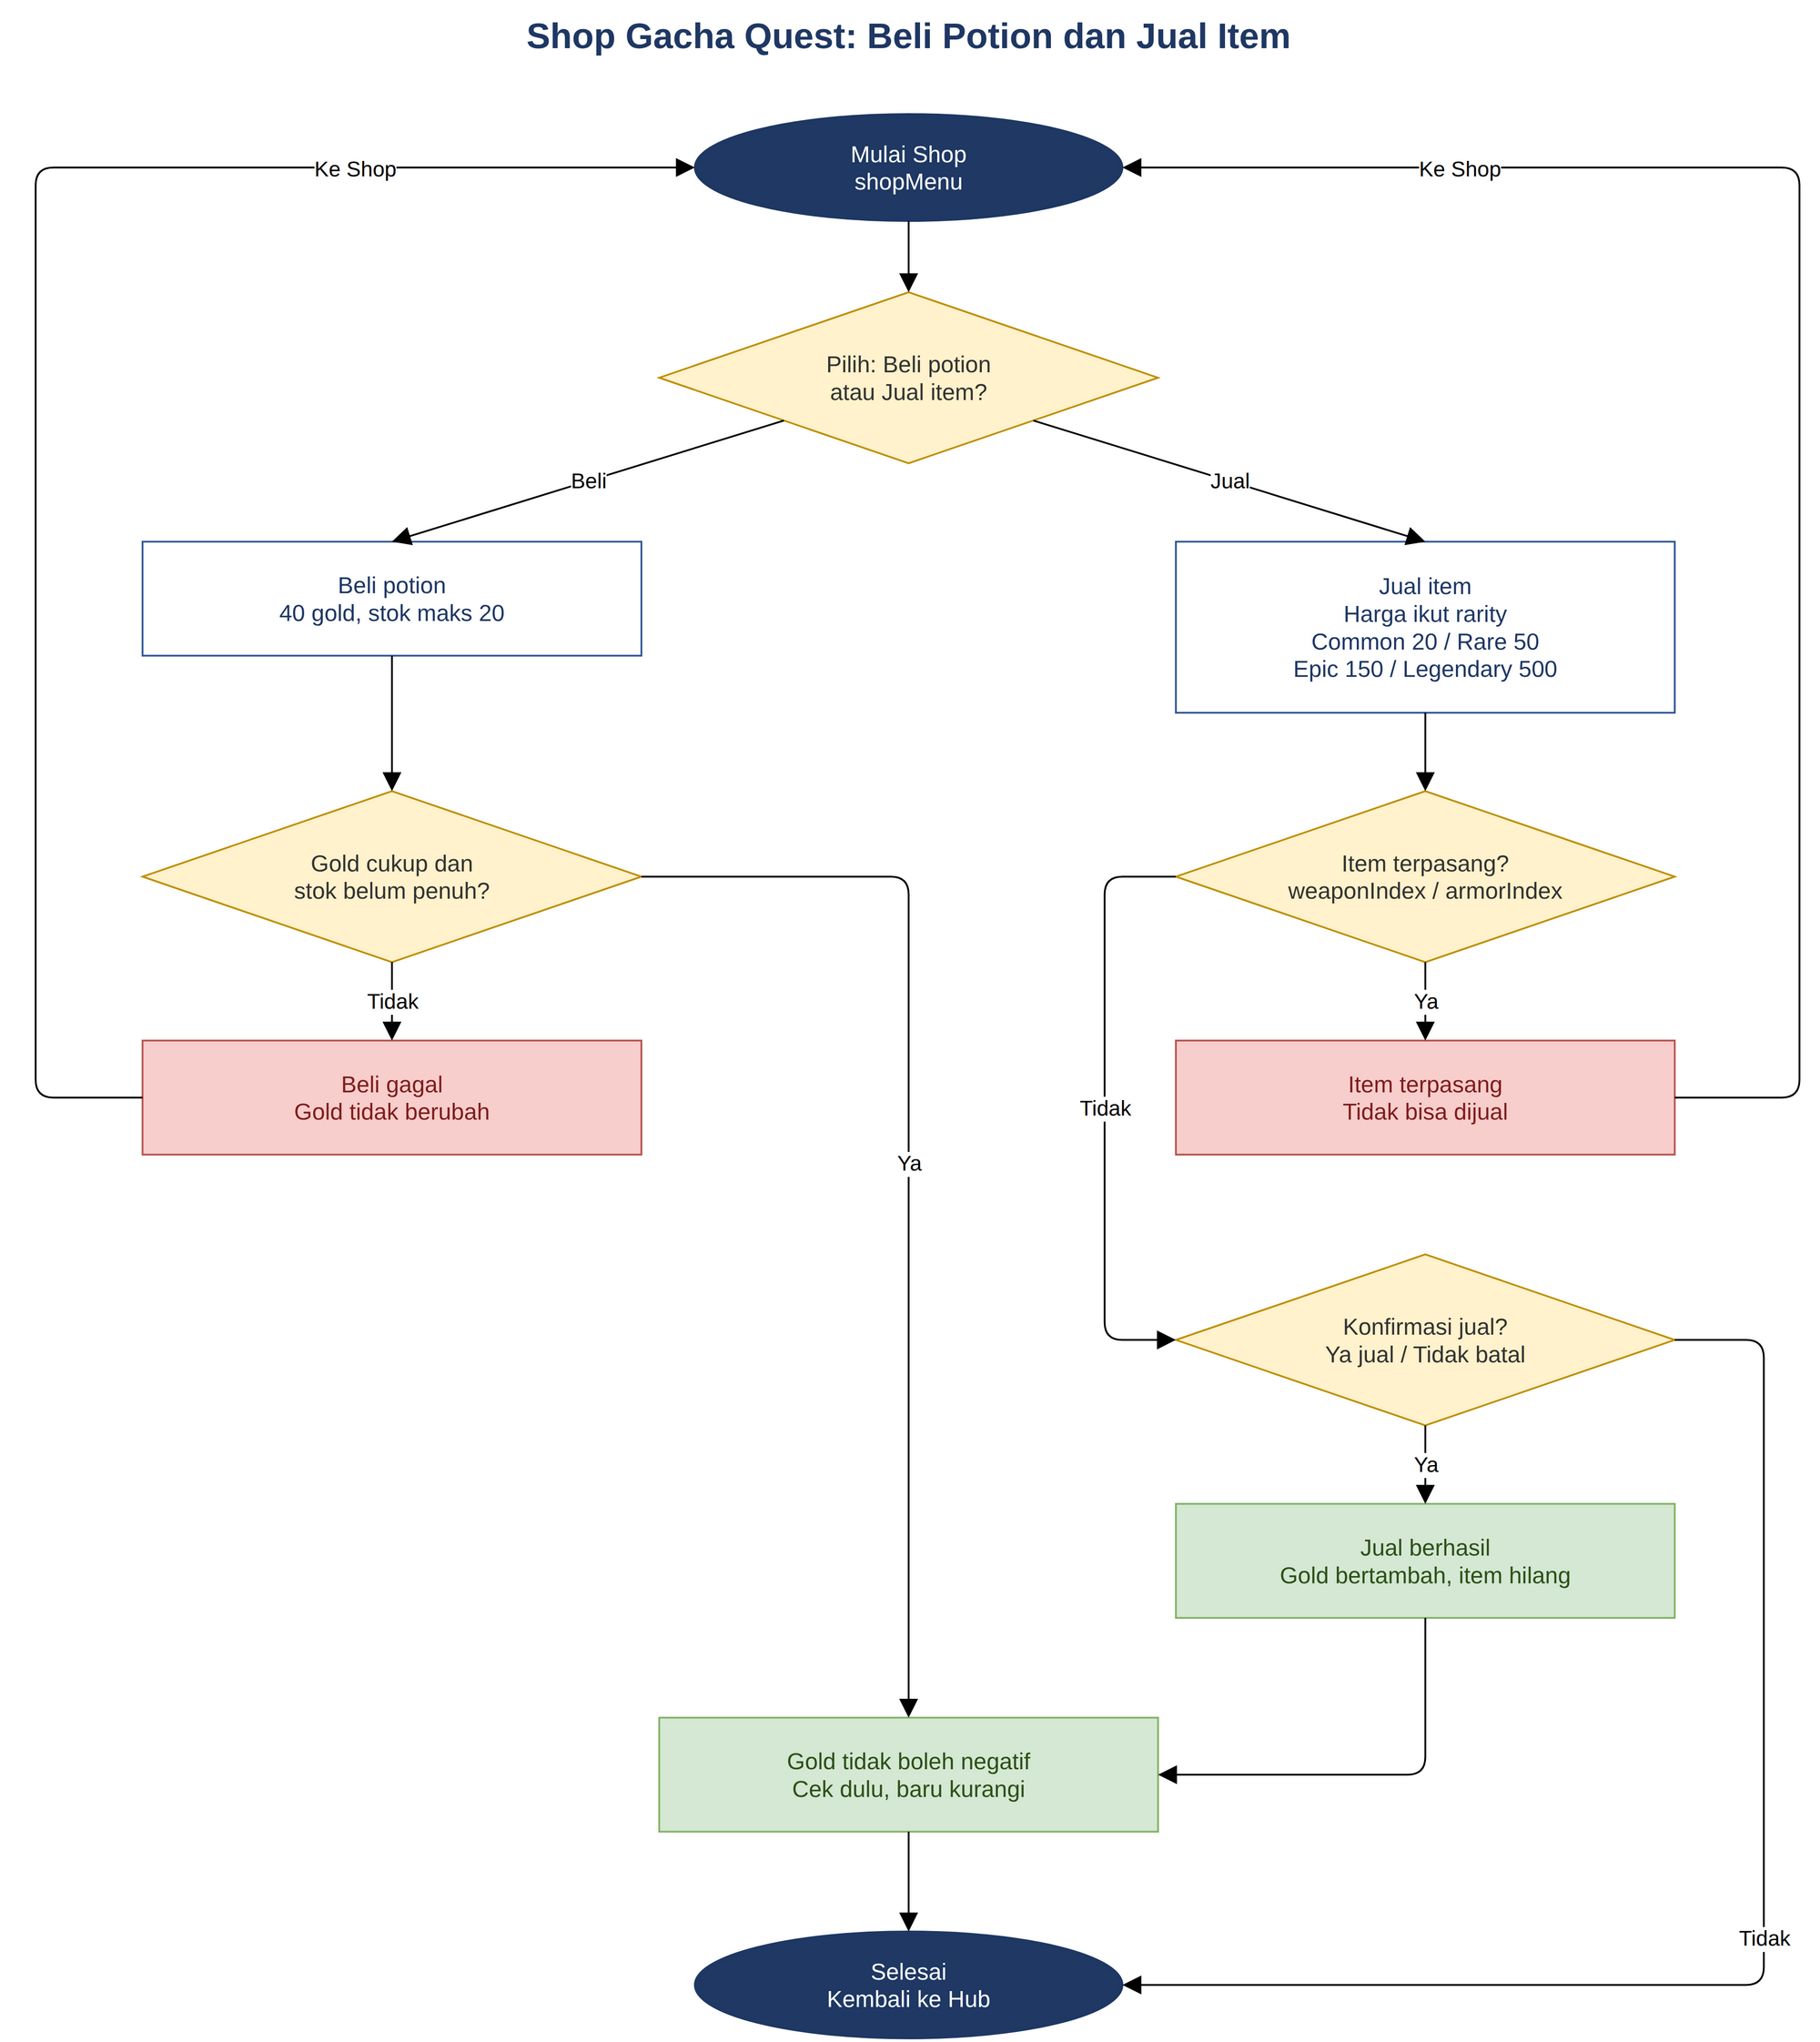 Shop Gacha Quest: Beli Potion dan Jual Item
Mulai Shop
shopMenu
Ke Shop
Ke Shop
Pilih: Beli potion
atau Jual item?
Beli
Jual
Beli potion
40 gold, stok maks 20
Jual item
Harga ikut rarity
Common 20 / Rare 50
Epic 150 / Legendary 500
Gold cukup dan
stok belum penuh?
Item terpasang?
weaponIndex / armorIndex
Tidak
Ya
Beli gagal
Gold tidak berubah
Item terpasang
Tidak bisa dijual
Tidak
Ya
Konfirmasi jual?
Ya jual / Tidak batal
Ya
Jual berhasil
Gold bertambah, item hilang
Gold tidak boleh negatif
Cek dulu, baru kurangi
Tidak
Selesai
Kembali ke Hub